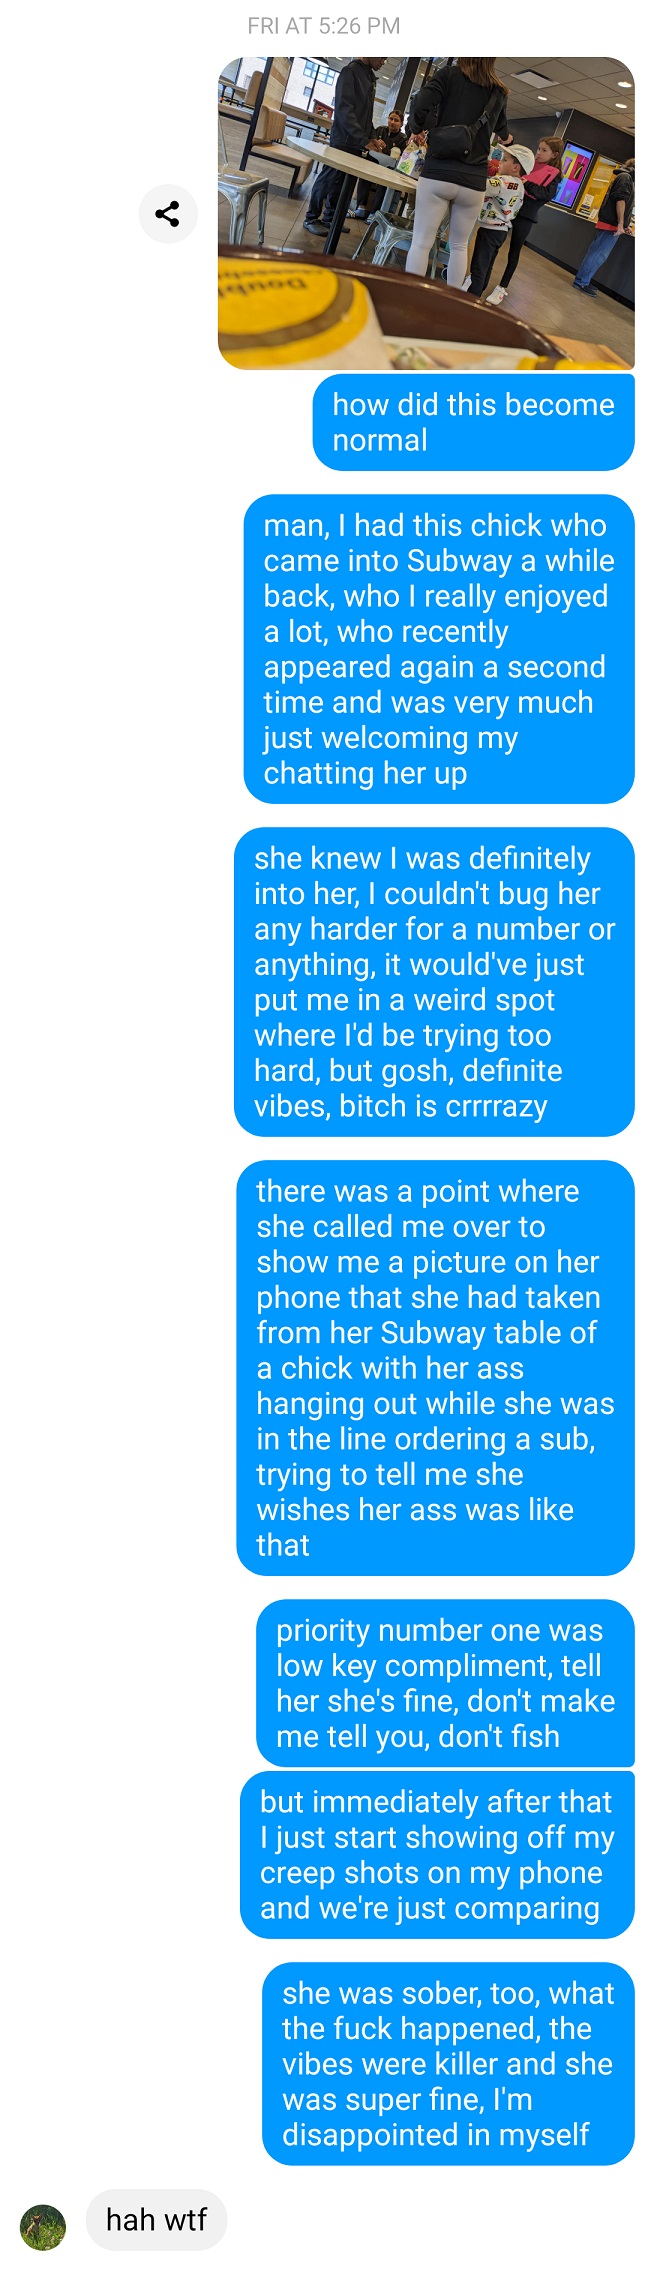 FRI AT 5:26 PM
Doubl
how did this become
normal
man, I had this chick who
came into Subway a while
back, who I really enjoyed
a lot, who recently
appeared again a second
time and was very much
just welcoming my
chatting her up
she knew I was definitely
into her, I couldn't bug her
any harder for a number or
anything, it would've just
put me in a weird spot
where I'd be trying too
hard, but gosh, definite
vibes, bitch is crrrrazy
there was a point where
she called me over to
show me a picture on her
phone that she had taken
from her Subway table of
a chick with her ass
hanging out while she was
in the line ordering a sub,
trying to tell me she
wishes her ass was like
that
priority number one was
low key compliment, tell
her she's fine, don't make
me tell you, don't fish
but immediately after that
I just start showing off my
creep shots on my phone
and we're just comparing
she was sober, too, what
the fuck happened, the
vibes were killer and she
was super fine, I'm
disappointed in myself
hah wtf